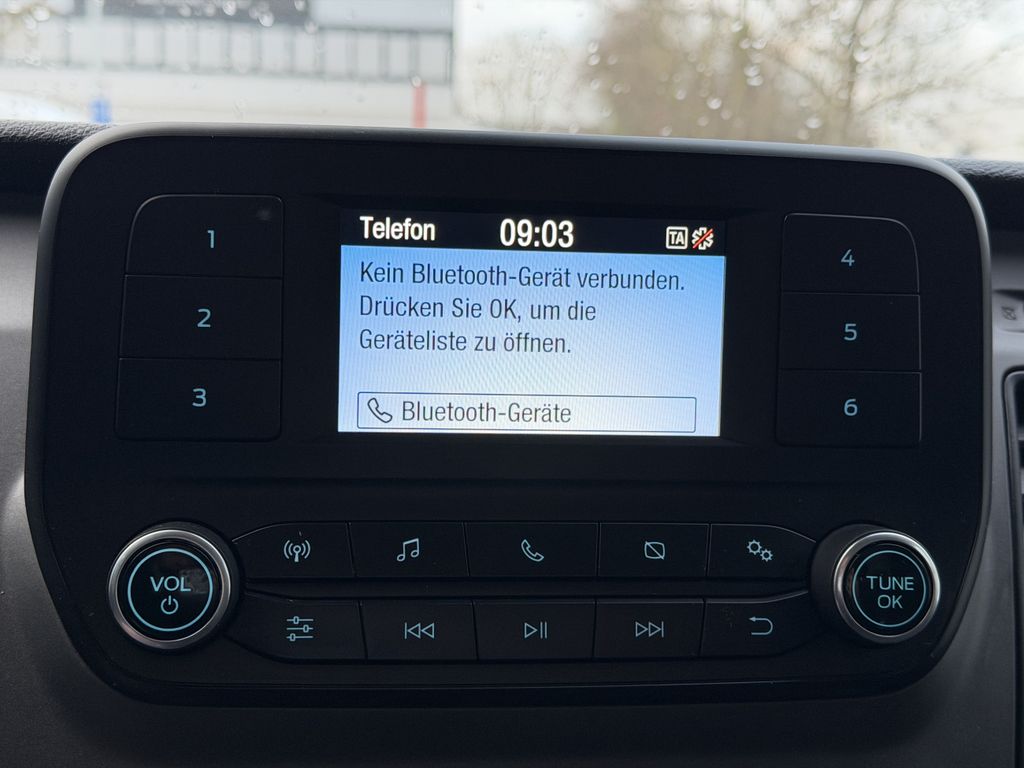 Telefon 09:03 TA
Kein Bluetooth-Gerät verbunden.
Drücken Sie OK, um die
Geräteliste zu öffnen.
Bluetooth-Geräte
1
2
3
4
5
6
VOL
TUNE
OK